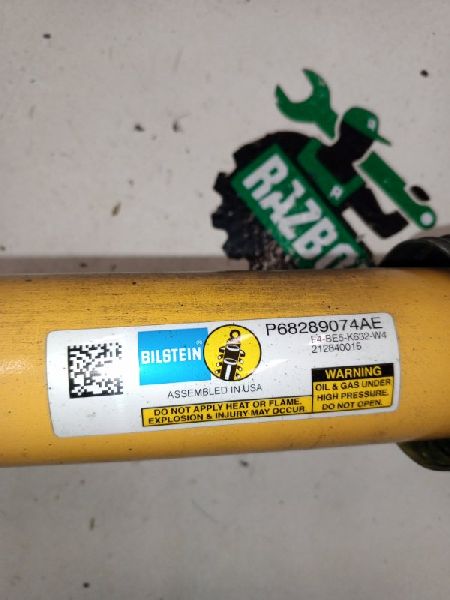 RAZBO
P68289074AE
F4-BE5-K632-W4
212840015
BILSTEIN
ASSEMBLED IN USA
WARNING
OIL & GAS UNDER
HIGH PRESSURE.
DO NOT OPEN.
DO NOT APPLY HEAT OR FLAME.
EXPLOSION & INJURY MAY OCCUR